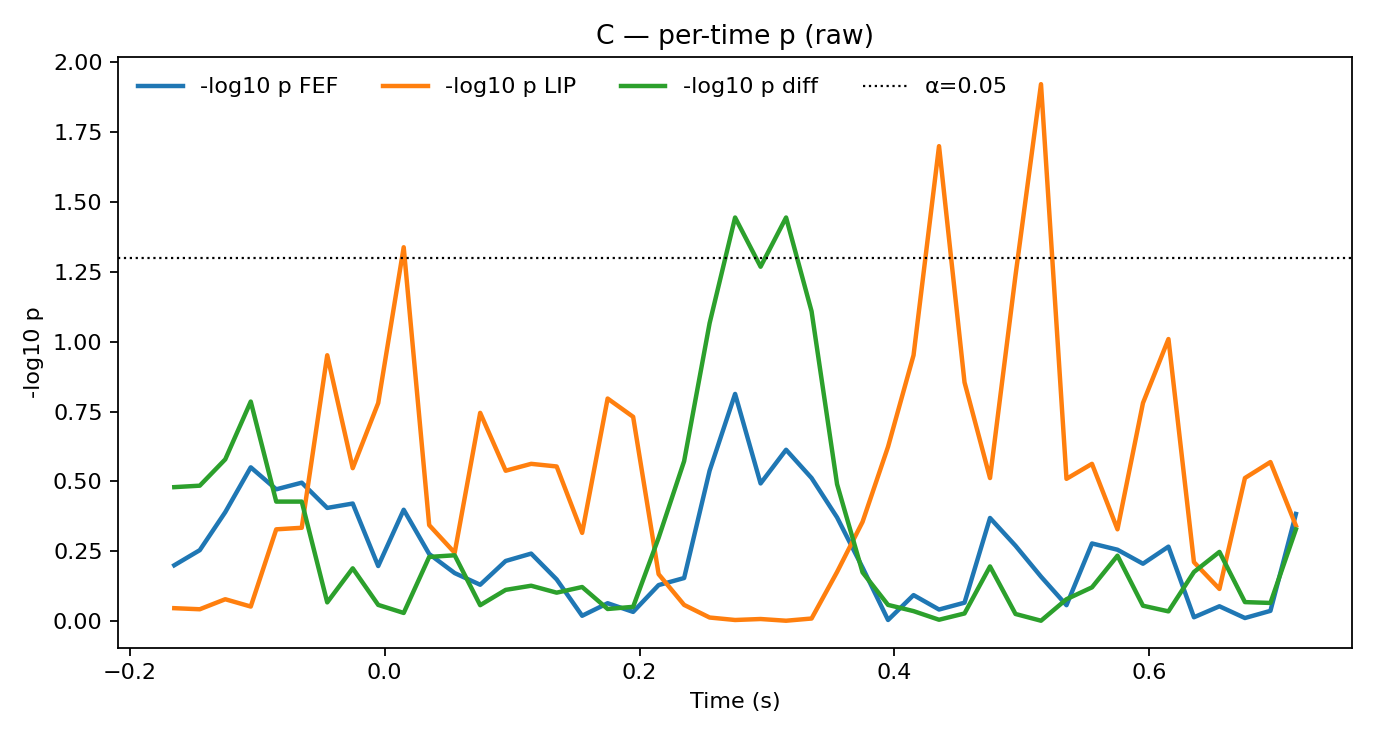 C — per-time p (raw)
-log10 p FEF
-log10 p LIP
-log10 p diff
α=0.05
2.00
1.75
1.50
1.25
1.00
0.75
0.50
0.25
0.00
-log10 p
−0.2
0.0
0.2
0.4
0.6
Time (s)